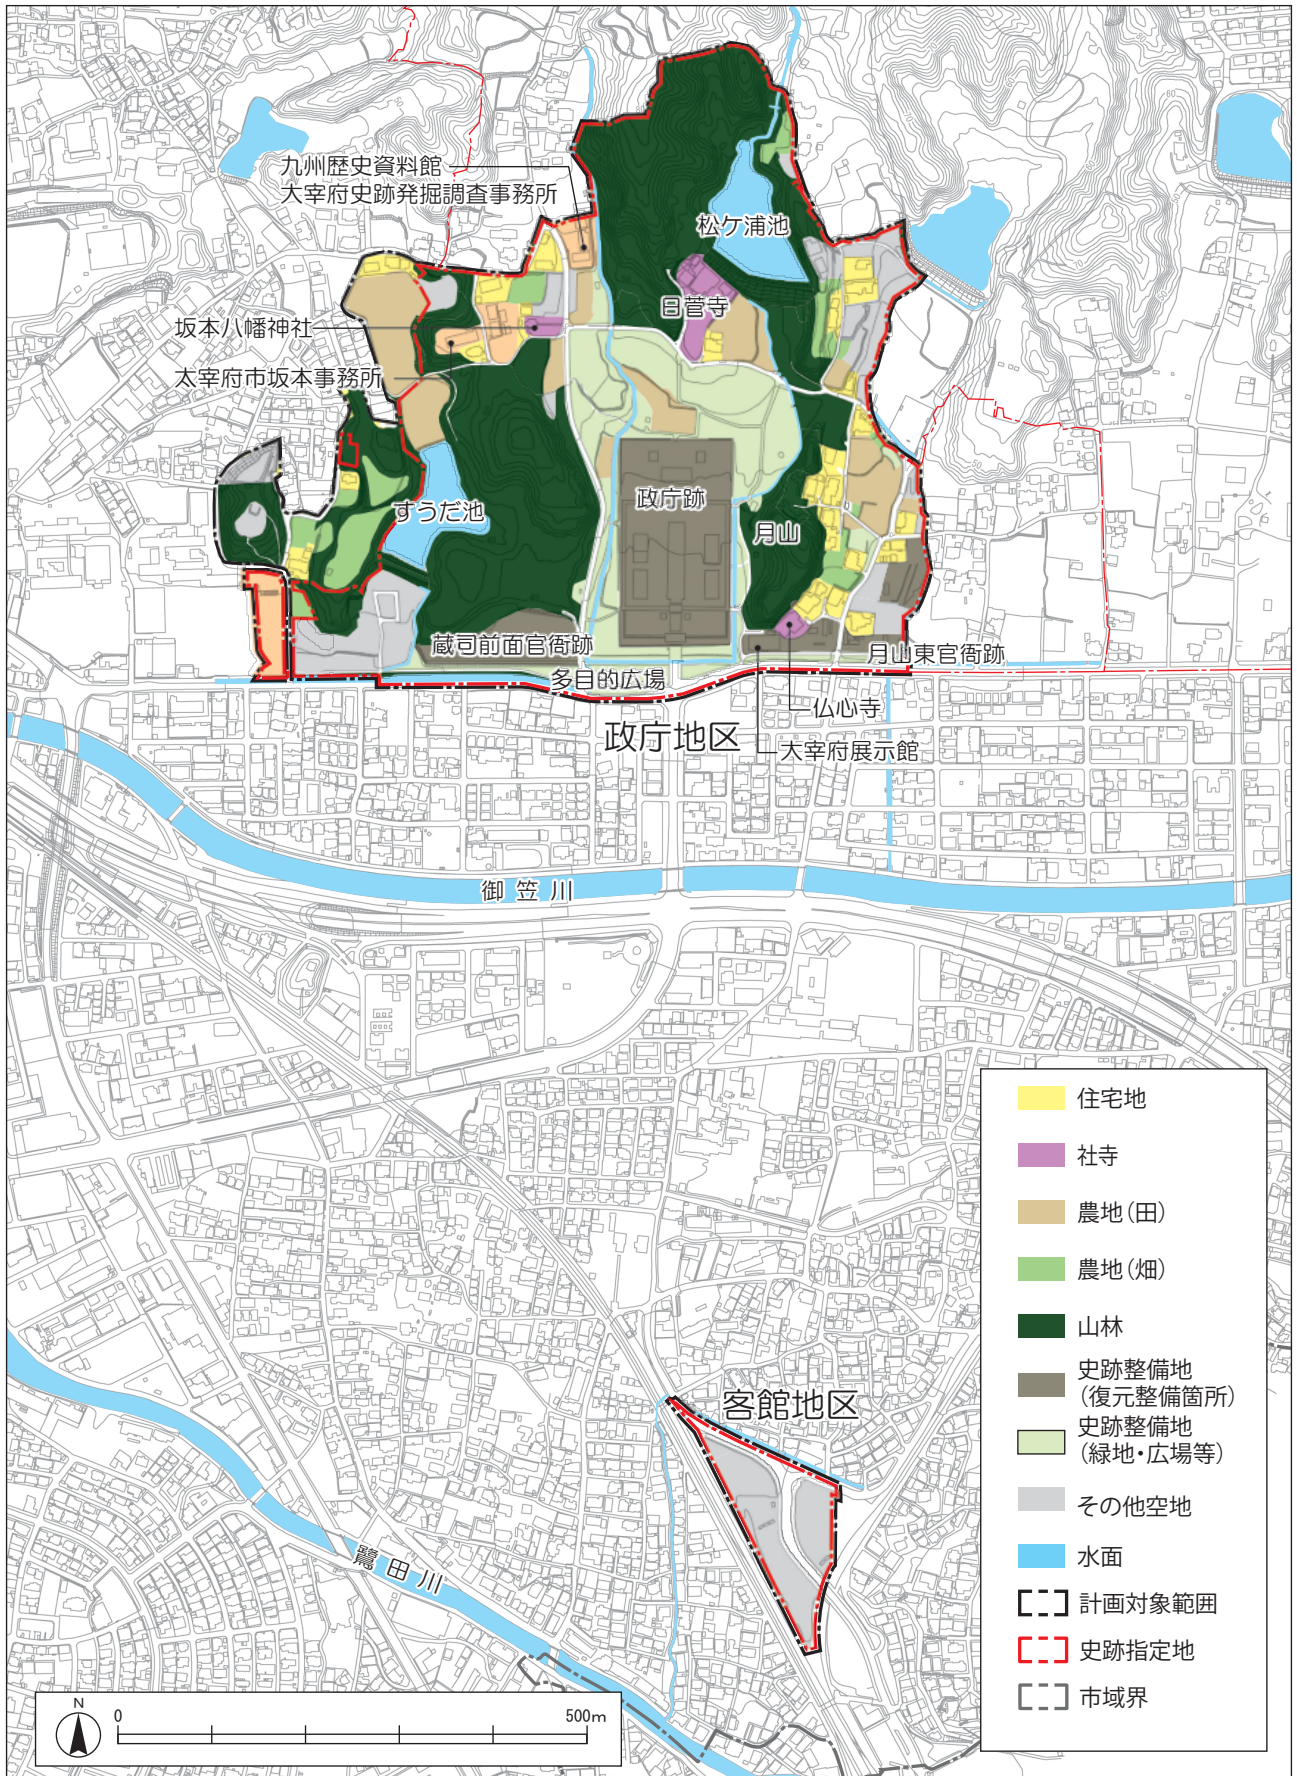 九州歴史資料館
大宰府史跡発掘調査事務所
松ケ浦池
日菅寺
坂本八幡神社
太宰府市坂本事務所
政庁跡
すうだ池
月山
蔵司前面官衙跡
月山東官衙跡
多目的広場
仏心寺
政庁地区
大宰府展示館
御笠川
住宅地
社寺
農地(田)
農地(畑)
山林
史跡整備地
(復元整備箇所)
史跡整備地
(緑地・広場等)
その他空地
水面
計画対象範囲
史跡指定地
市域界
客館地区
鷺田川
N
0
500m